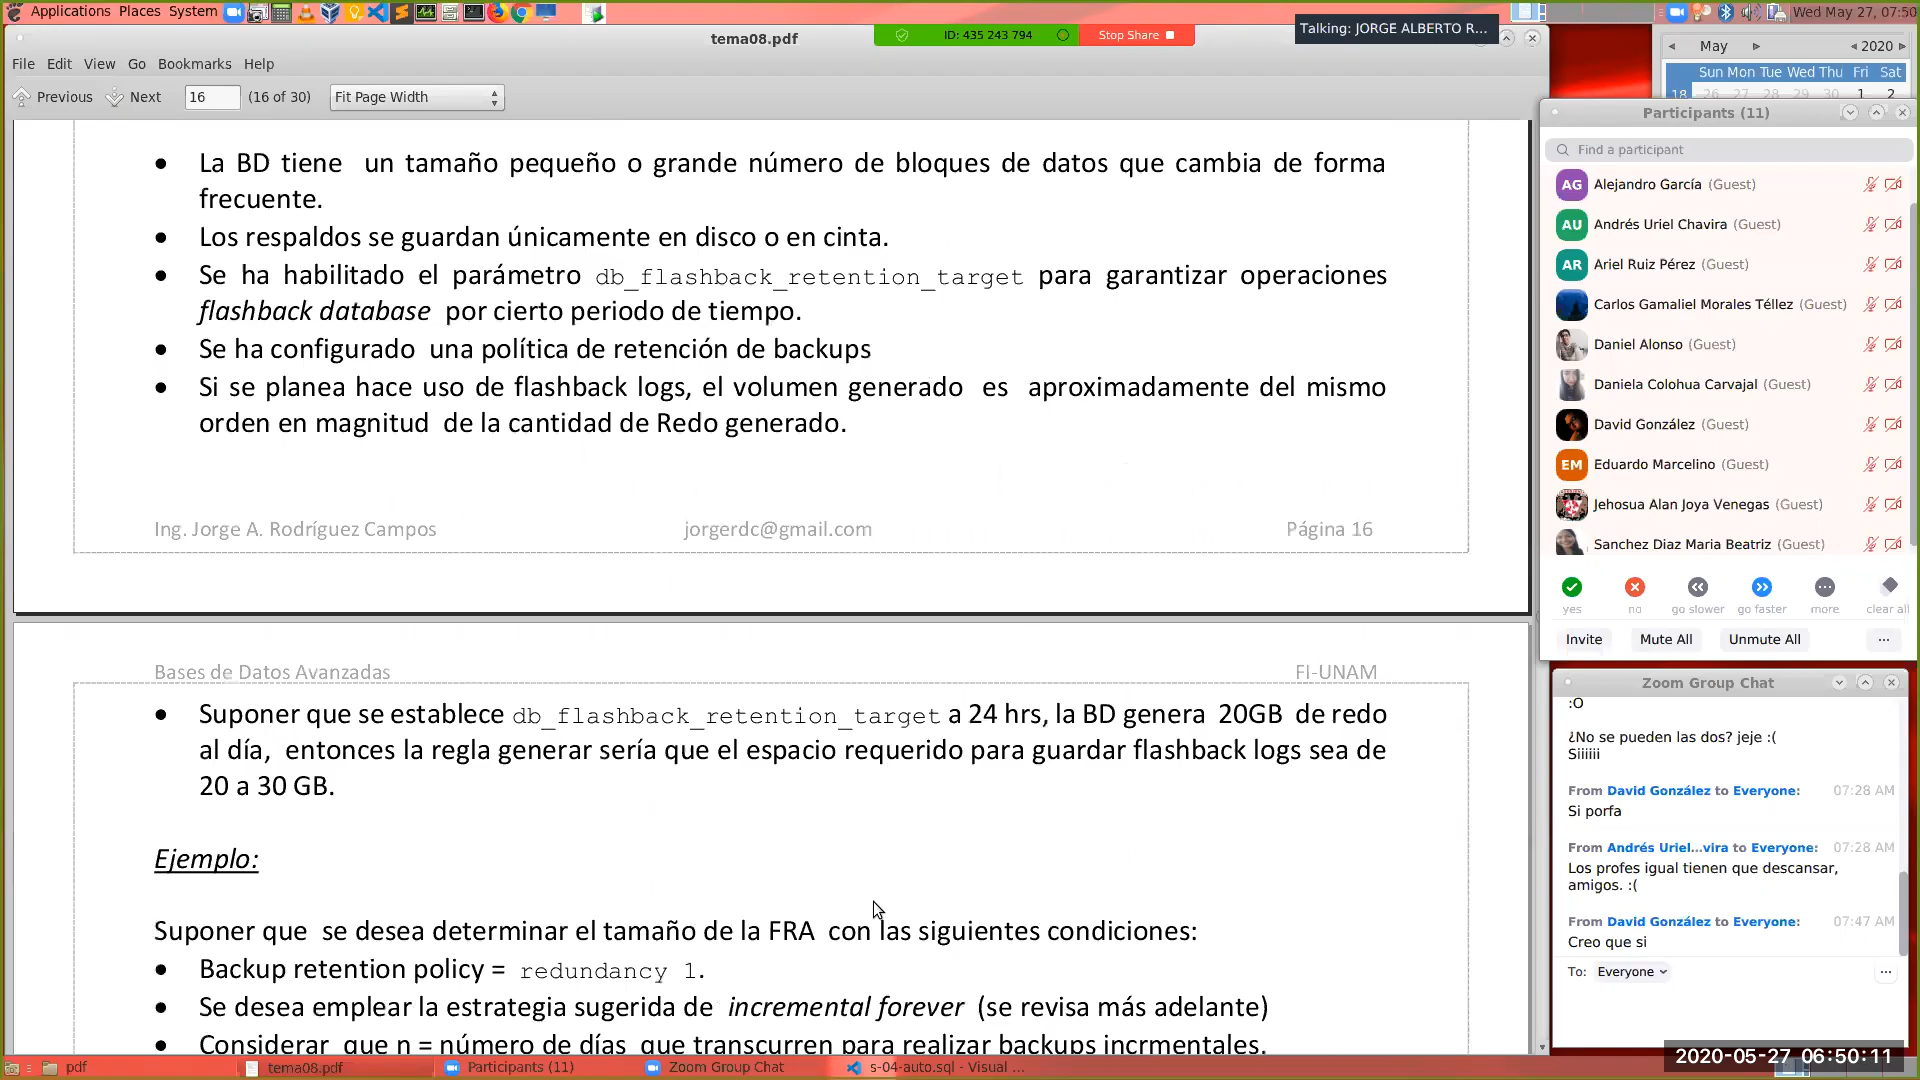 Applications Places System
Wed May 27, 07:50
tema08.pdf
ID: 435 243 794
Stop Share
Talking: JORGE ALBERTO R...
File Edit View Go Bookmarks Help
Previous Next 16 (16 of 30) Fit Page Width
• La BD tiene un tamaño pequeño o grande número de bloques de datos que cambia de forma
frecuente.
• Los respaldos se guardan únicamente en disco o en cinta.
• Se ha habilitado el parámetro db_flashback_retention_target para garantizar operaciones
flashback database por cierto periodo de tiempo.
• Se ha configurado una política de retención de backups
• Si se planea hace uso de flashback logs, el volumen generado es aproximadamente del mismo
orden en magnitud de la cantidad de Redo generado.
Ing. Jorge A. Rodríguez Campos jorgerdc@gmail.com Página 16
Bases de Datos Avanzadas FI-UNAM
• Suponer que se establece db_flashback_retention_target a 24 hrs, la BD genera 20GB de redo
al día, entonces la regla generar sería que el espacio requerido para guardar flashback logs sea de
20 a 30 GB.
Ejemplo:
Suponer que se desea determinar el tamaño de la FRA con las siguientes condiciones:
• Backup retention policy = redundancy 1.
• Se desea emplear la estrategia sugerida de incremental forever (se revisa más adelante)
• Considerar que n = número de días que transcurren para realizar backups incrmentales.
May 2020
Sun Mon Tue Wed Thu Fri Sat
18 26 27 28 29 30 1 2
Participants (11)
Find a participant
AG Alejandro García (Guest)
AU Andrés Uriel Chavira (Guest)
AR Ariel Ruiz Pérez (Guest)
Carlos Gamaliel Morales Téllez (Guest)
Daniel Alonso (Guest)
Daniela Colohua Carvajal (Guest)
David González (Guest)
EM Eduardo Marcelino (Guest)
Jehosua Alan Joya Venegas (Guest)
Sanchez Diaz Maria Beatriz (Guest)
yes no go slower go faster more clear all
Invite Mute All Unmute All ...
Zoom Group Chat
:O
¿No se pueden las dos? jeje :(
Siiiiii
From David González to Everyone: 07:28 AM
Si porfa
From Andrés Uriel...vira to Everyone: 07:28 AM
Los profes igual tienen que descansar,
amigos. :(
From David González to Everyone: 07:47 AM
Creo que si
To: Everyone ...
2020-05-27 06:50:11
pdf tema08.pdf Participants (11) Zoom Group Chat s-04-auto.sql - Visual ...